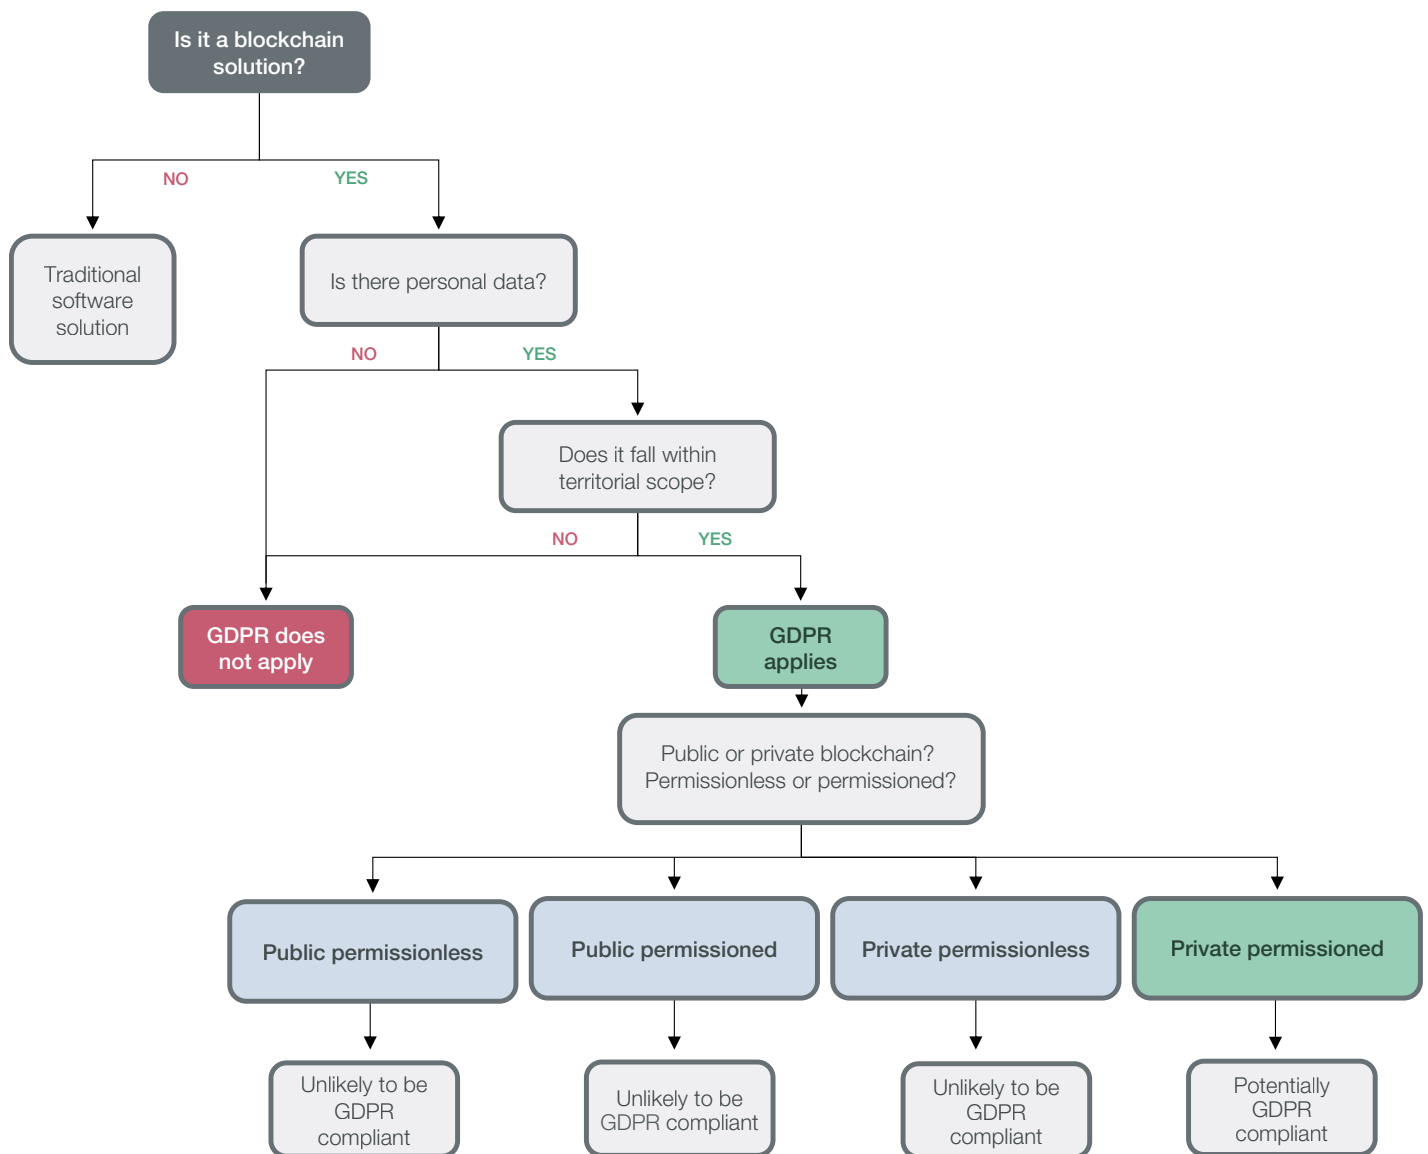 Is it a blockchain
solution?
NO
YES
Traditional
software
solution
Is there personal data?
NO
YES
Does it fall within
territorial scope?
NO
YES
GDPR does
not apply
GDPR
applies
Public or private blockchain?
Permissionless or permissioned?
Public permissionless
Public permissioned
Private permissionless
Private permissioned
Unlikely to be
GDPR
compliant
Unlikely to be
GDPR compliant
Unlikely to be
GDPR
compliant
Potentially
GDPR
compliant